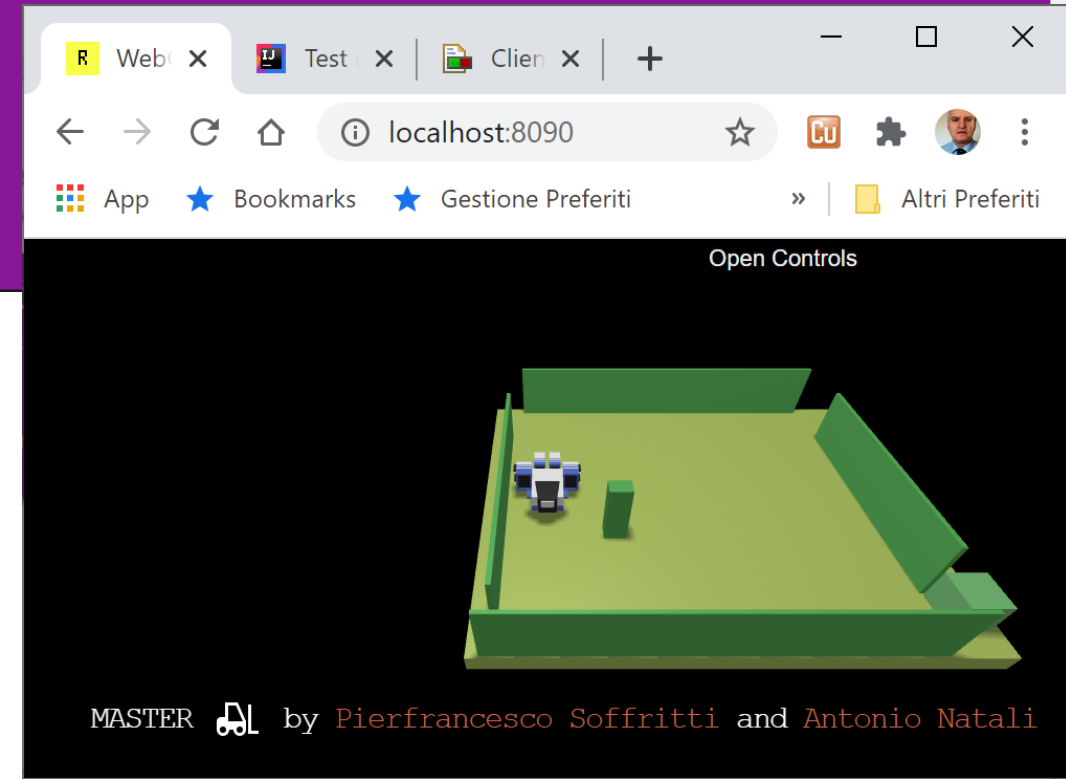 R Web Test Clien
localhost:8090 Cu
App Bookmarks Gestione Preferiti » Altri Preferiti
Open Controls
MASTER by Pierfrancesco Soffritti and Antonio Natali